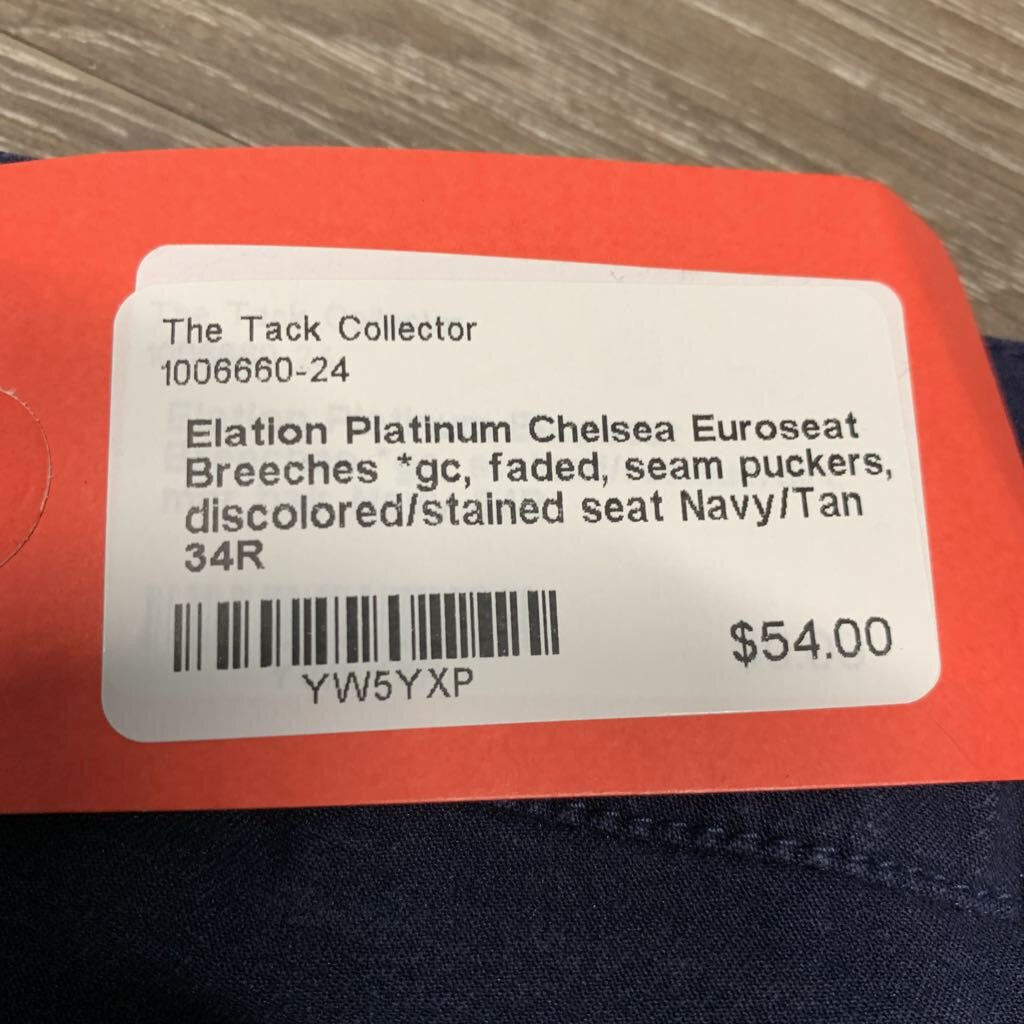 The Tack Collector
1006660-24
Elation Platinum Chelsea Euroseat
Breeches *gc, faded, seam puckers,
discolored/stained seat Navy/Tan
34R
YW5YXP
$54.00